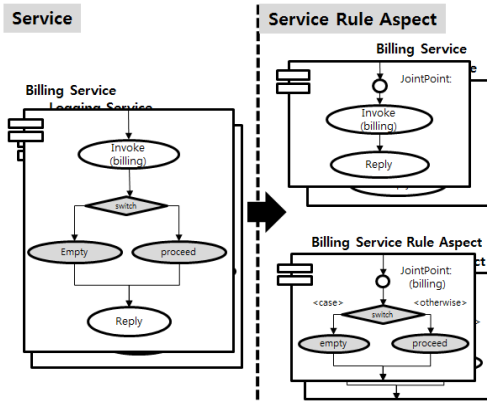 Service
Billing Service
Logging Service
Invoke
(billing)
switch
Empty
proceed
Reply
Service Rule Aspect
Billing Service
JointPoint:
Invoke
(billing)
Reply
Billing Service Rule Aspect
JointPoint:
(billing)
<case>
<otherwise>
switch
empty
proceed